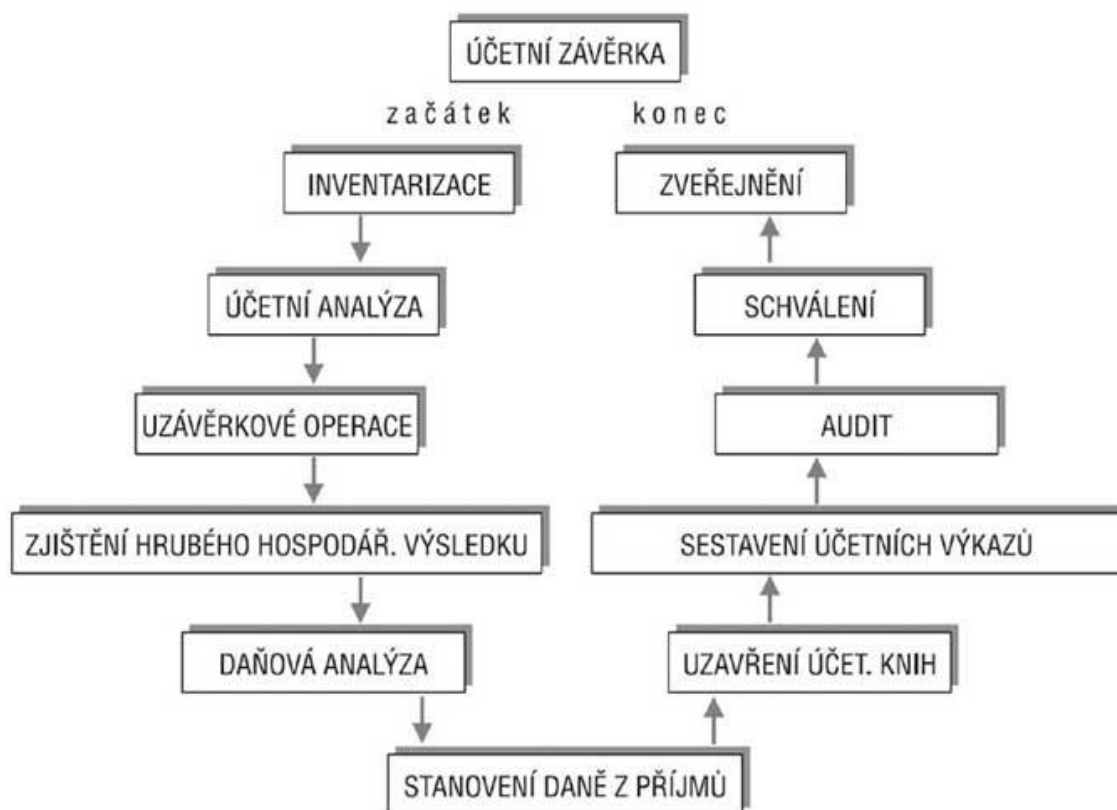 ÚČETNÍ ZÁVĚRKA
začátek
konec
INVENTARIZACE
ZVEŘEJNĚNÍ
ÚČETNÍ ANALÝZA
SCHVÁLENÍ
UZÁVĚRKOVÉ OPERACE
AUDIT
ZJIŠTĚNÍ HRUBÉHO HOSPODÁŘ. VÝSLEDKU
SESTAVENÍ ÚČETNÍCH VÝKAZŮ
DAŇOVÁ ANALÝZA
UZAVŘENÍ ÚČET. KNIH
STANOVENÍ DANĚ Z PŘÍJMŮ